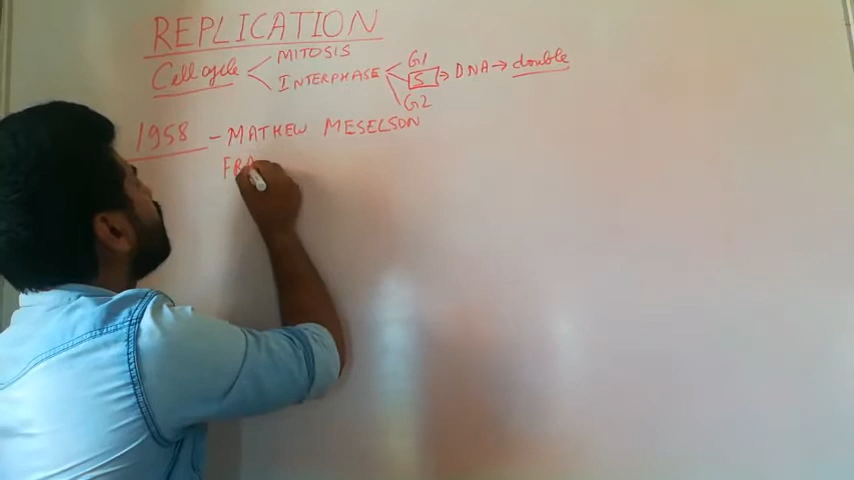 REPLICATION
Cell cycle < MITOSIS
INTERPHASE < G1
S → DNA → double
G2
1958 - MATHEW MESELSON
FRA